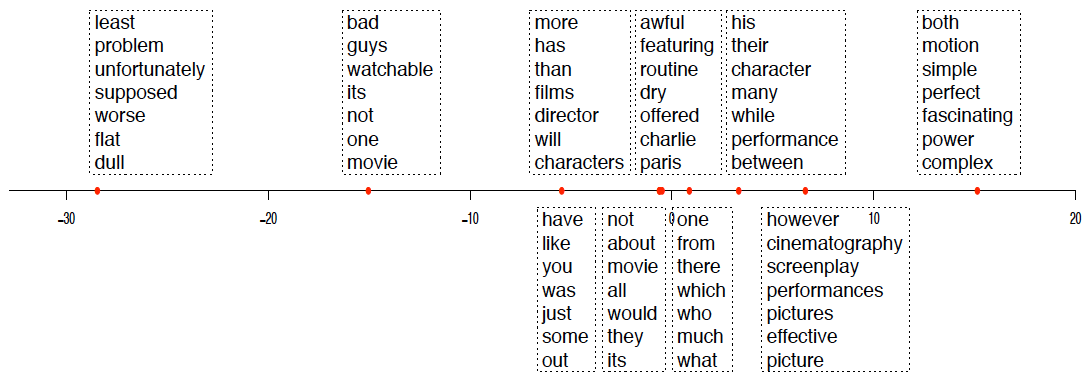 least
problem
unfortunately
supposed
worse
flat
dull
bad
guys
watchable
its
not
one
movie
more
has
than
films
director
will
characters
awful
featuring
routine
dry
offered
charlie
paris
his
their
character
many
while
performance
between
both
motion
simple
perfect
fascinating
power
complex
−30
−20
−10
0
10
20
have
like
you
was
just
some
out
not
about
movie
all
would
they
its
one
from
there
which
who
much
what
however
cinematography
screenplay
performances
pictures
effective
picture